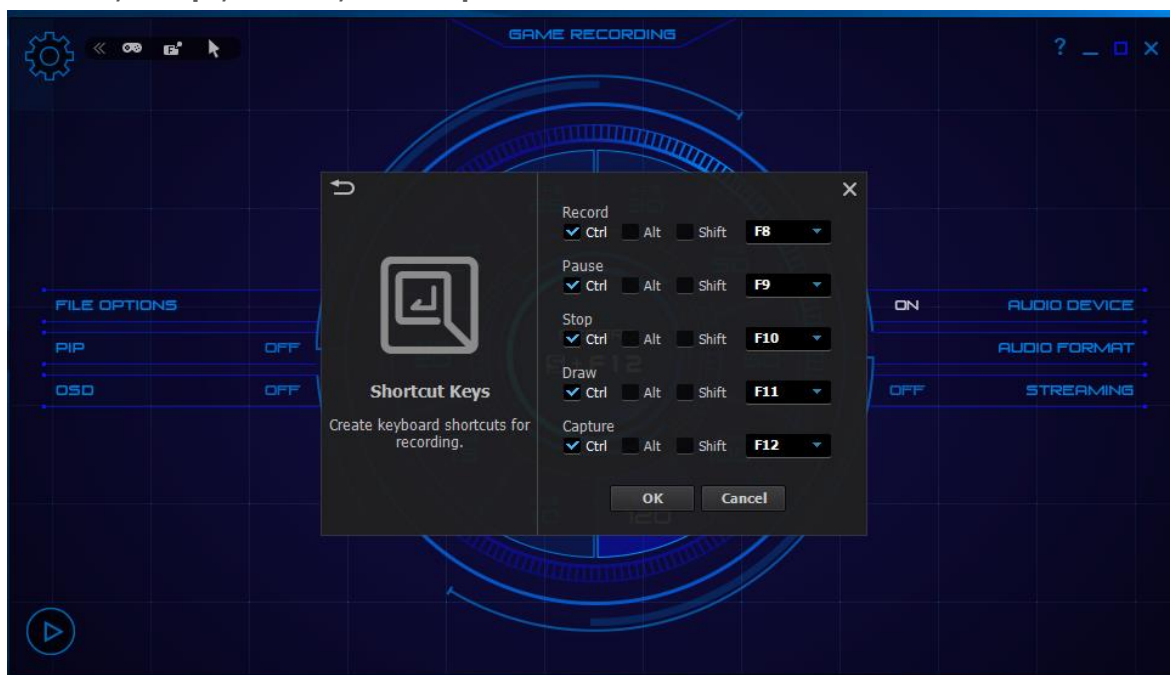 GAME RECORDING
?
Record
Ctrl Alt Shift F8
Pause
Ctrl Alt Shift F9
Stop
Ctrl Alt Shift F10
Draw
Ctrl Alt Shift F11
Capture
Ctrl Alt Shift F12
OK Cancel
Shortcut Keys
Create keyboard shortcuts for
recording.
FILE OPTIONS
PIP OFF
OSD OFF
ON AUDIO DEVICE
AUDIO FORMAT
OFF STREAMING
120